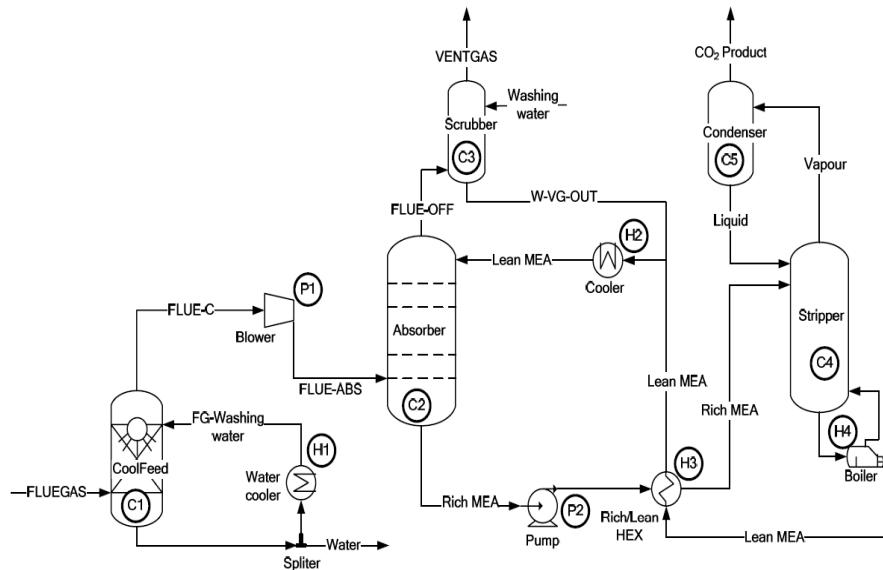 VENTGAS
CO₂ Product
Washing
water
Scrubber
C3
Condenser
C5
Vapour
FLUE-OFF
W-VG-OUT
Liquid
H2
Lean MEA
Cooler
P1
FLUE-C
Blower
Absorber
Stripper
C4
Lean MEA
Rich MEA
FLUE-ABS
C2
FG-Washing
water
H1
CoolFeed
Water
cooler
H4
Boiler
H3
FLUEGAS
C1
Rich MEA
P2
Rich/Lean
HEX
Pump
Water
Spliter
Lean MEA